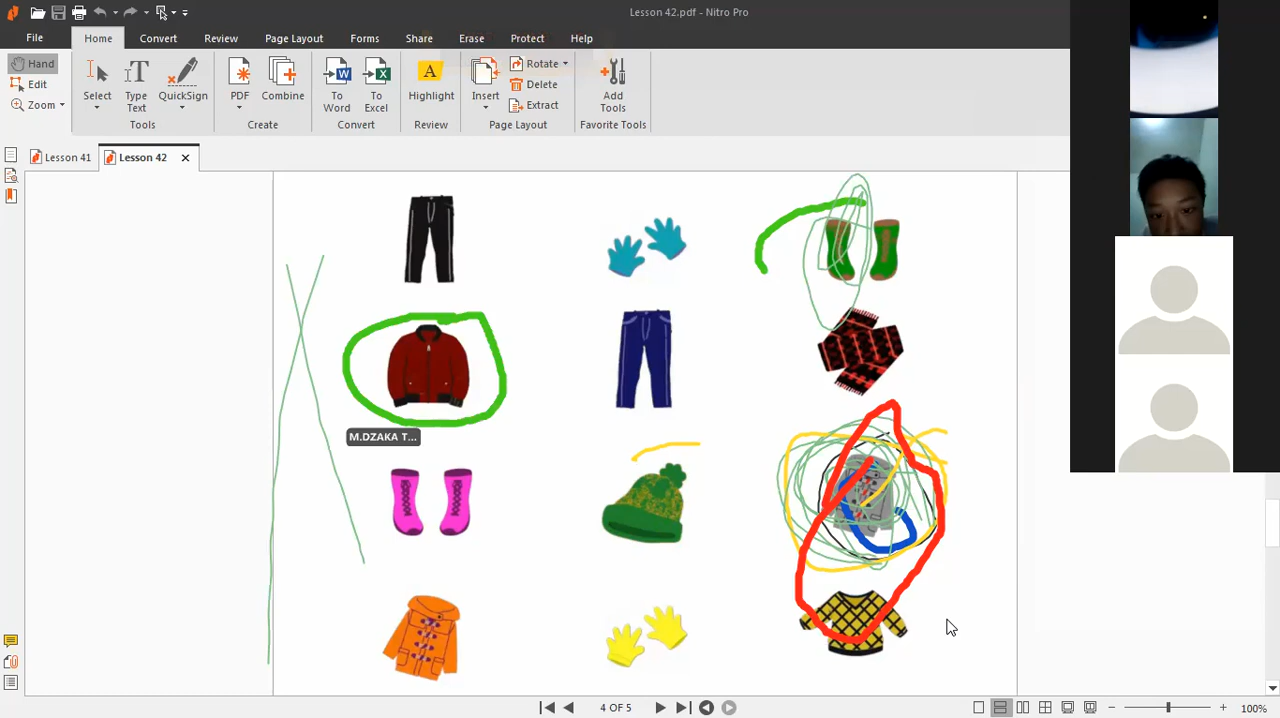 Lesson 42.pdf - Nitro Pro
File Home Convert Review Page Layout Forms Share Erase Protect Help
Hand
Edit
Zoom
Select
Type Text
QuickSign
Tools
PDF
Combine
Create
To Word
To Excel
Convert
A
Highlight
Review
Insert
Rotate
Delete
Extract
Page Layout
Add Tools
Favorite Tools
Lesson 41
Lesson 42
M.DZAKA T...
4 OF 5
100%